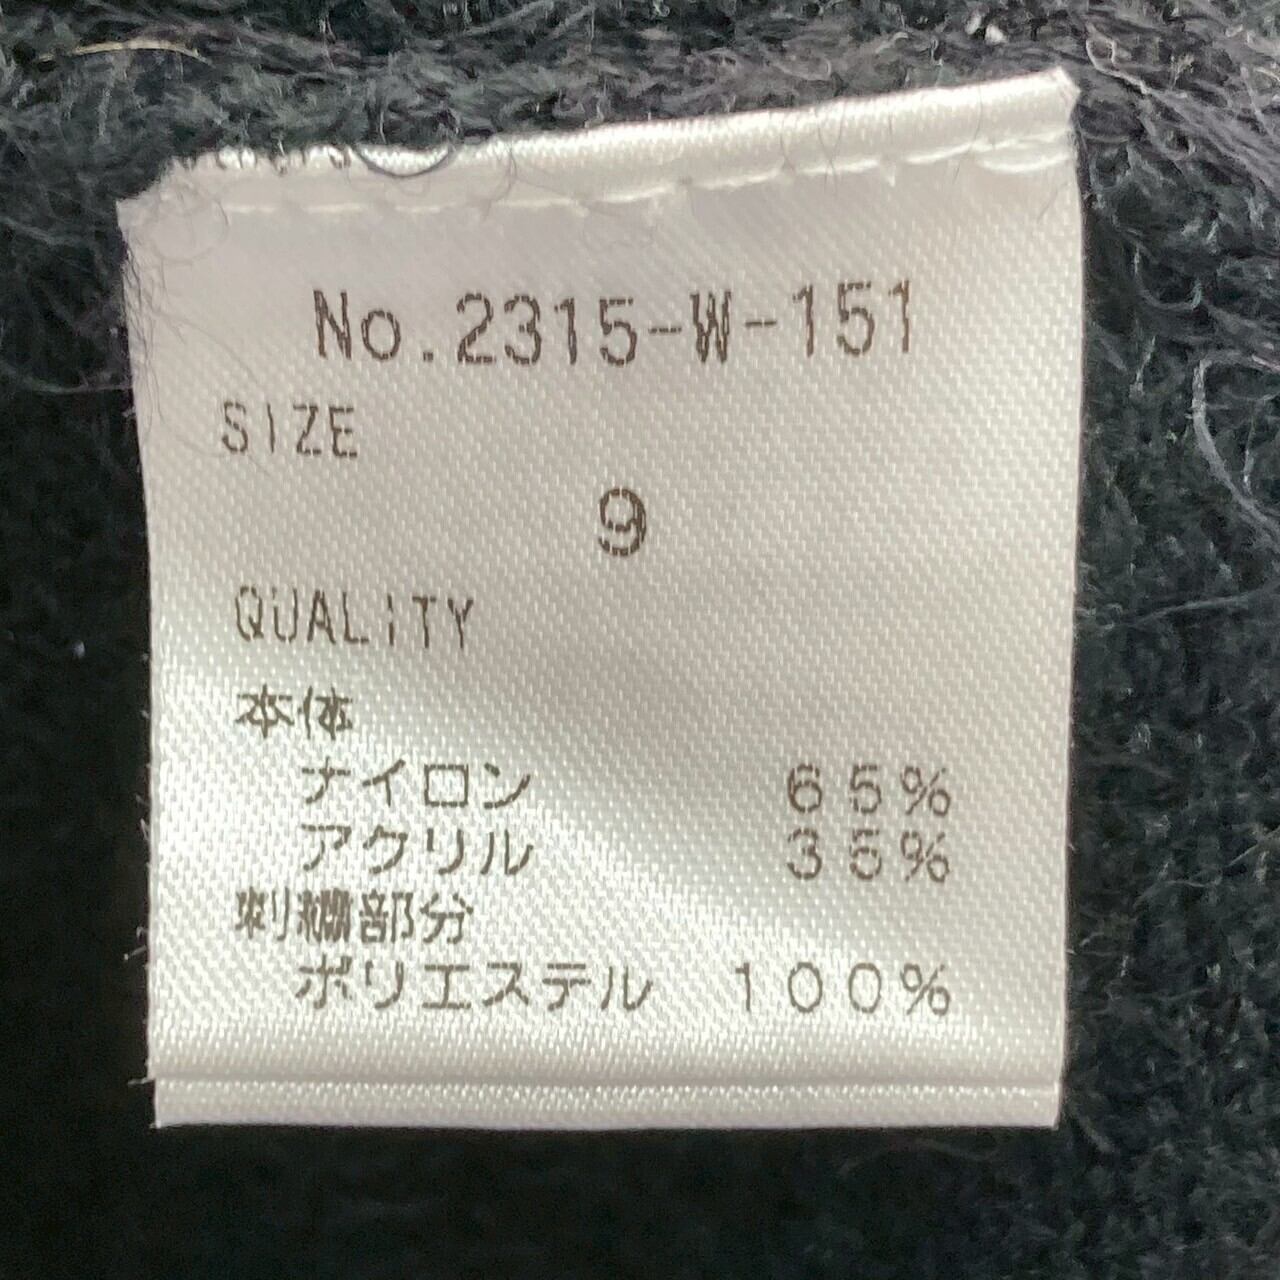 No.2315-W-151
SIZE
9
QUALITY
本体
ナイロン 65%
アクリル 35%
刺繍部分
ポリエステル 100%